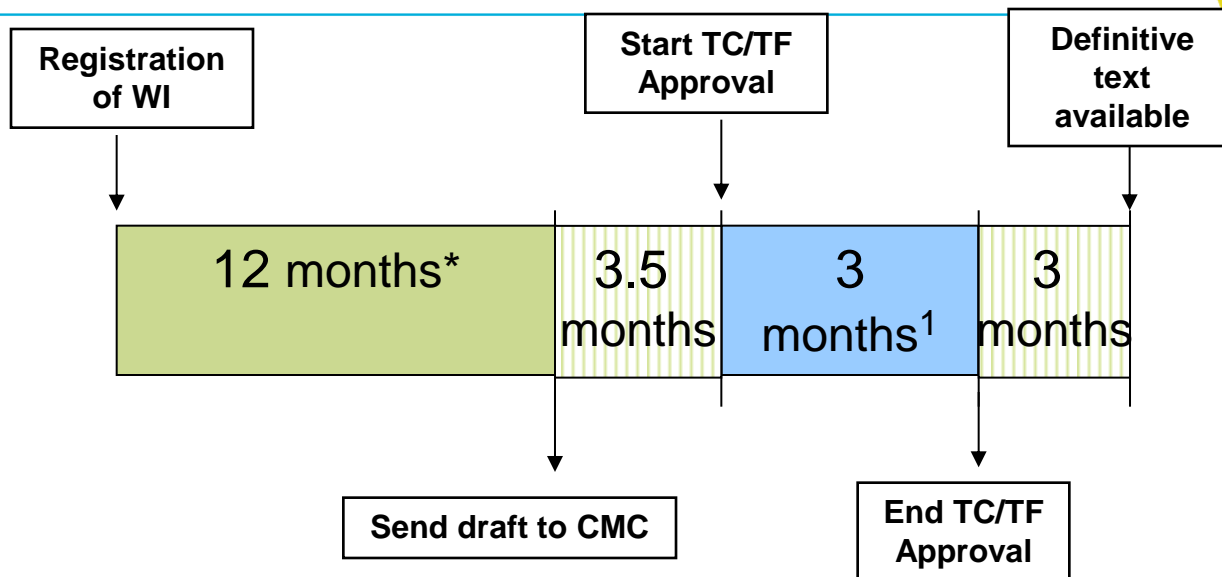 Registration
of WI
Start TC/TF
Approval
Definitive
text
available
12 months*
3.5
months
3
months1
3
months
Send draft to CMC
End TC/TF
Approval